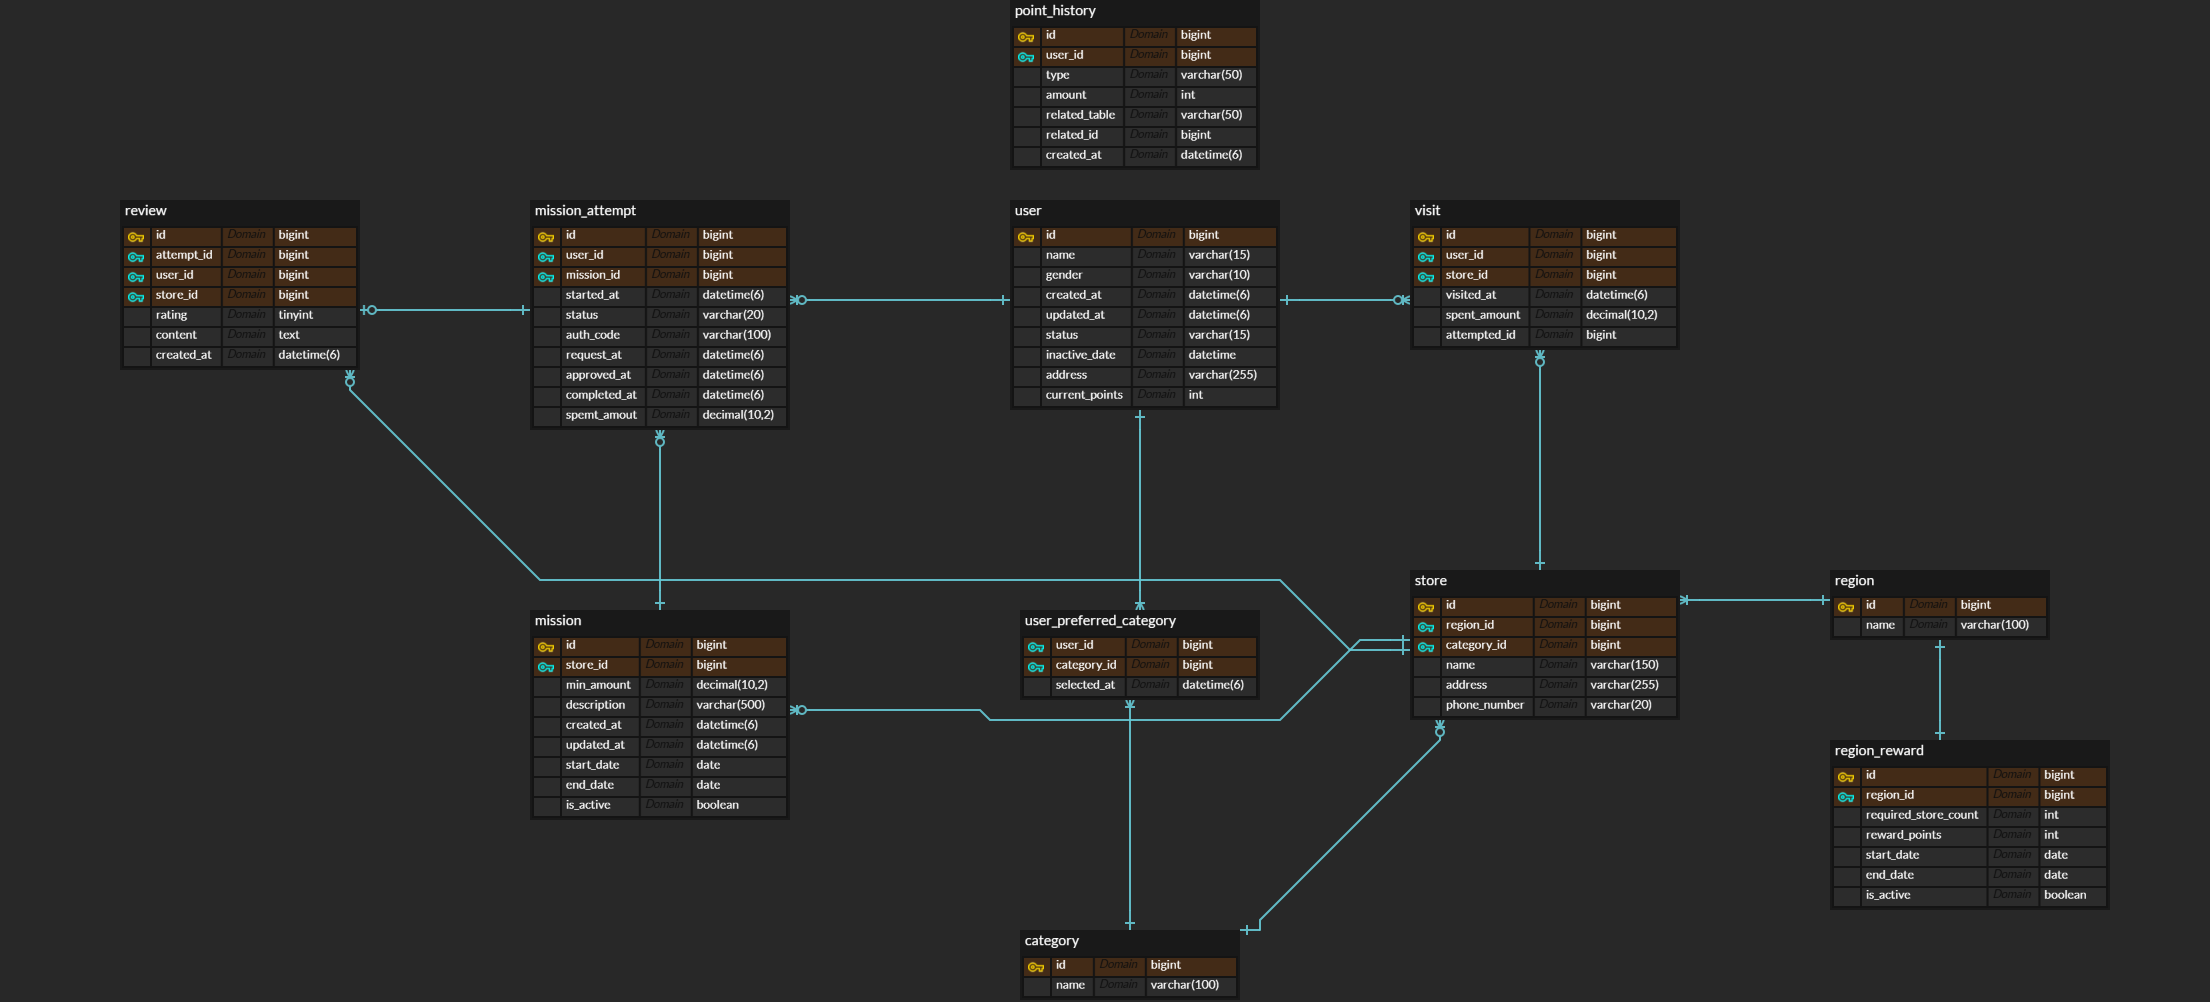 point_history
id Domain bigint
user_id Domain bigint
type Domain varchar(50)
amount Domain int
related_table Domain varchar(50)
related_id Domain bigint
created_at Domain datetime(6)
review
id Domain bigint
attempt_id Domain bigint
user_id Domain bigint
store_id Domain bigint
rating Domain tinyint
content Domain text
created_at Domain datetime(6)
mission_attempt
id Domain bigint
user_id Domain bigint
mission_id Domain bigint
started_at Domain datetime(6)
status Domain varchar(20)
auth_code Domain varchar(100)
request_at Domain datetime(6)
approved_at Domain datetime(6)
completed_at Domain datetime(6)
spemt_amout Domain decimal(10,2)
user
id Domain bigint
name Domain varchar(15)
gender Domain varchar(10)
created_at Domain datetime(6)
updated_at Domain datetime(6)
status Domain varchar(15)
inactive_date Domain datetime
address Domain varchar(255)
current_points Domain int
visit
id Domain bigint
user_id Domain bigint
store_id Domain bigint
visited_at Domain datetime(6)
spent_amount Domain decimal(10,2)
attempted_id Domain bigint
mission
id Domain bigint
store_id Domain bigint
min_amount Domain decimal(10,2)
description Domain varchar(500)
created_at Domain datetime(6)
updated_at Domain datetime(6)
start_date Domain date
end_date Domain date
is_active Domain boolean
user_preferred_category
user_id Domain bigint
category_id Domain bigint
selected_at Domain datetime(6)
store
id Domain bigint
region_id Domain bigint
category_id Domain bigint
name Domain varchar(150)
address Domain varchar(255)
phone_number Domain varchar(20)
region
id Domain bigint
name Domain varchar(100)
region_reward
id Domain bigint
region_id Domain bigint
required_store_count Domain int
reward_points Domain int
start_date Domain date
end_date Domain date
is_active Domain boolean
category
id Domain bigint
name Domain varchar(100)